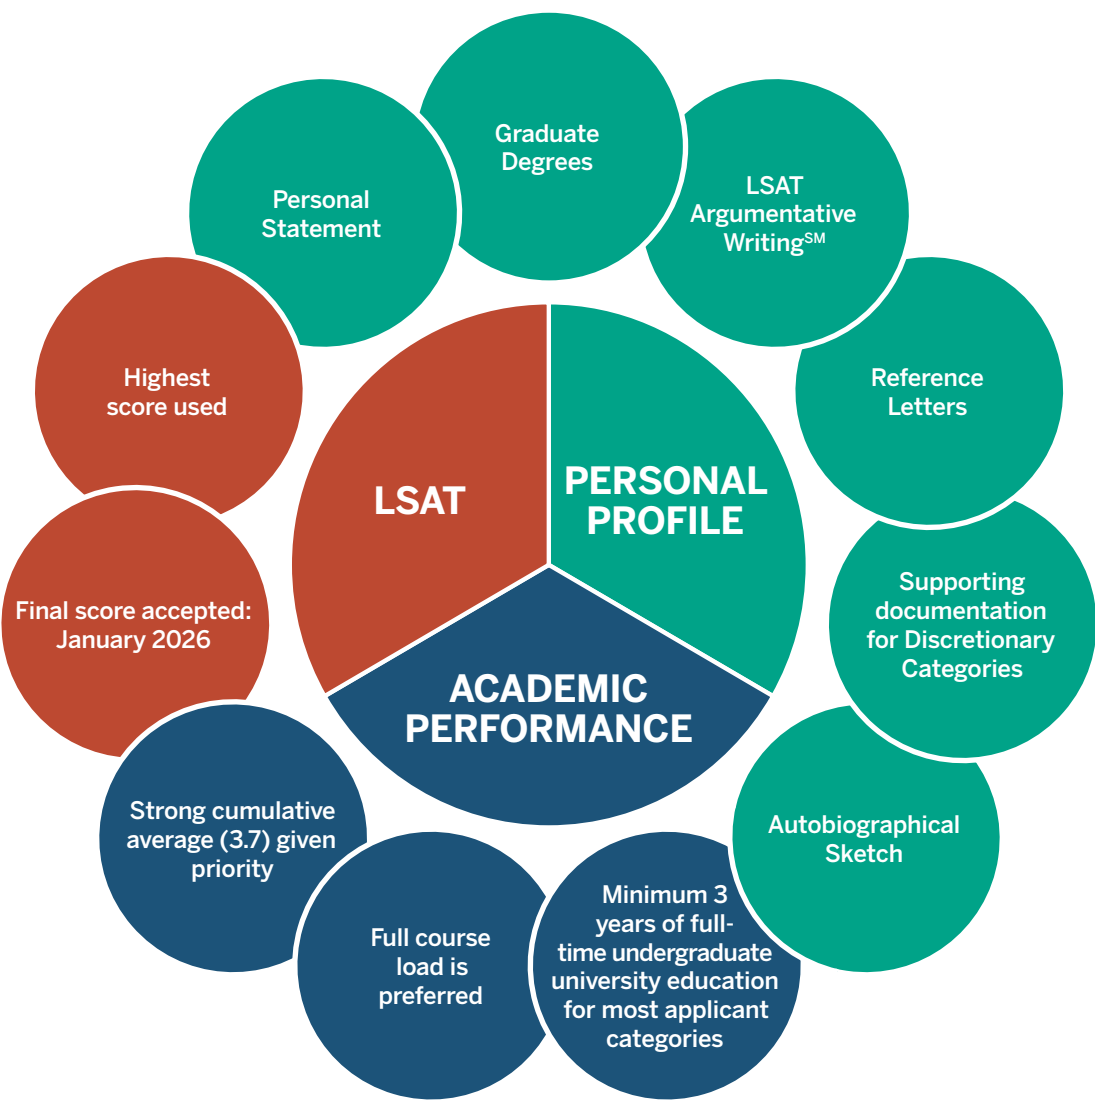 Graduate
Degrees
LSAT
Argumentative
Writing℠
Personal
Statement
Highest
score used
Reference
Letters
LSAT
PERSONAL
PROFILE
Final score accepted:
January 2026
Supporting
documentation
for Discretionary
Categories
ACADEMIC
PERFORMANCE
Strong cumulative
average (3.7) given
priority
Autobiographical
Sketch
Full course
load is
preferred
Minimum 3
years of full-
time undergraduate
university education
for most applicant
categories